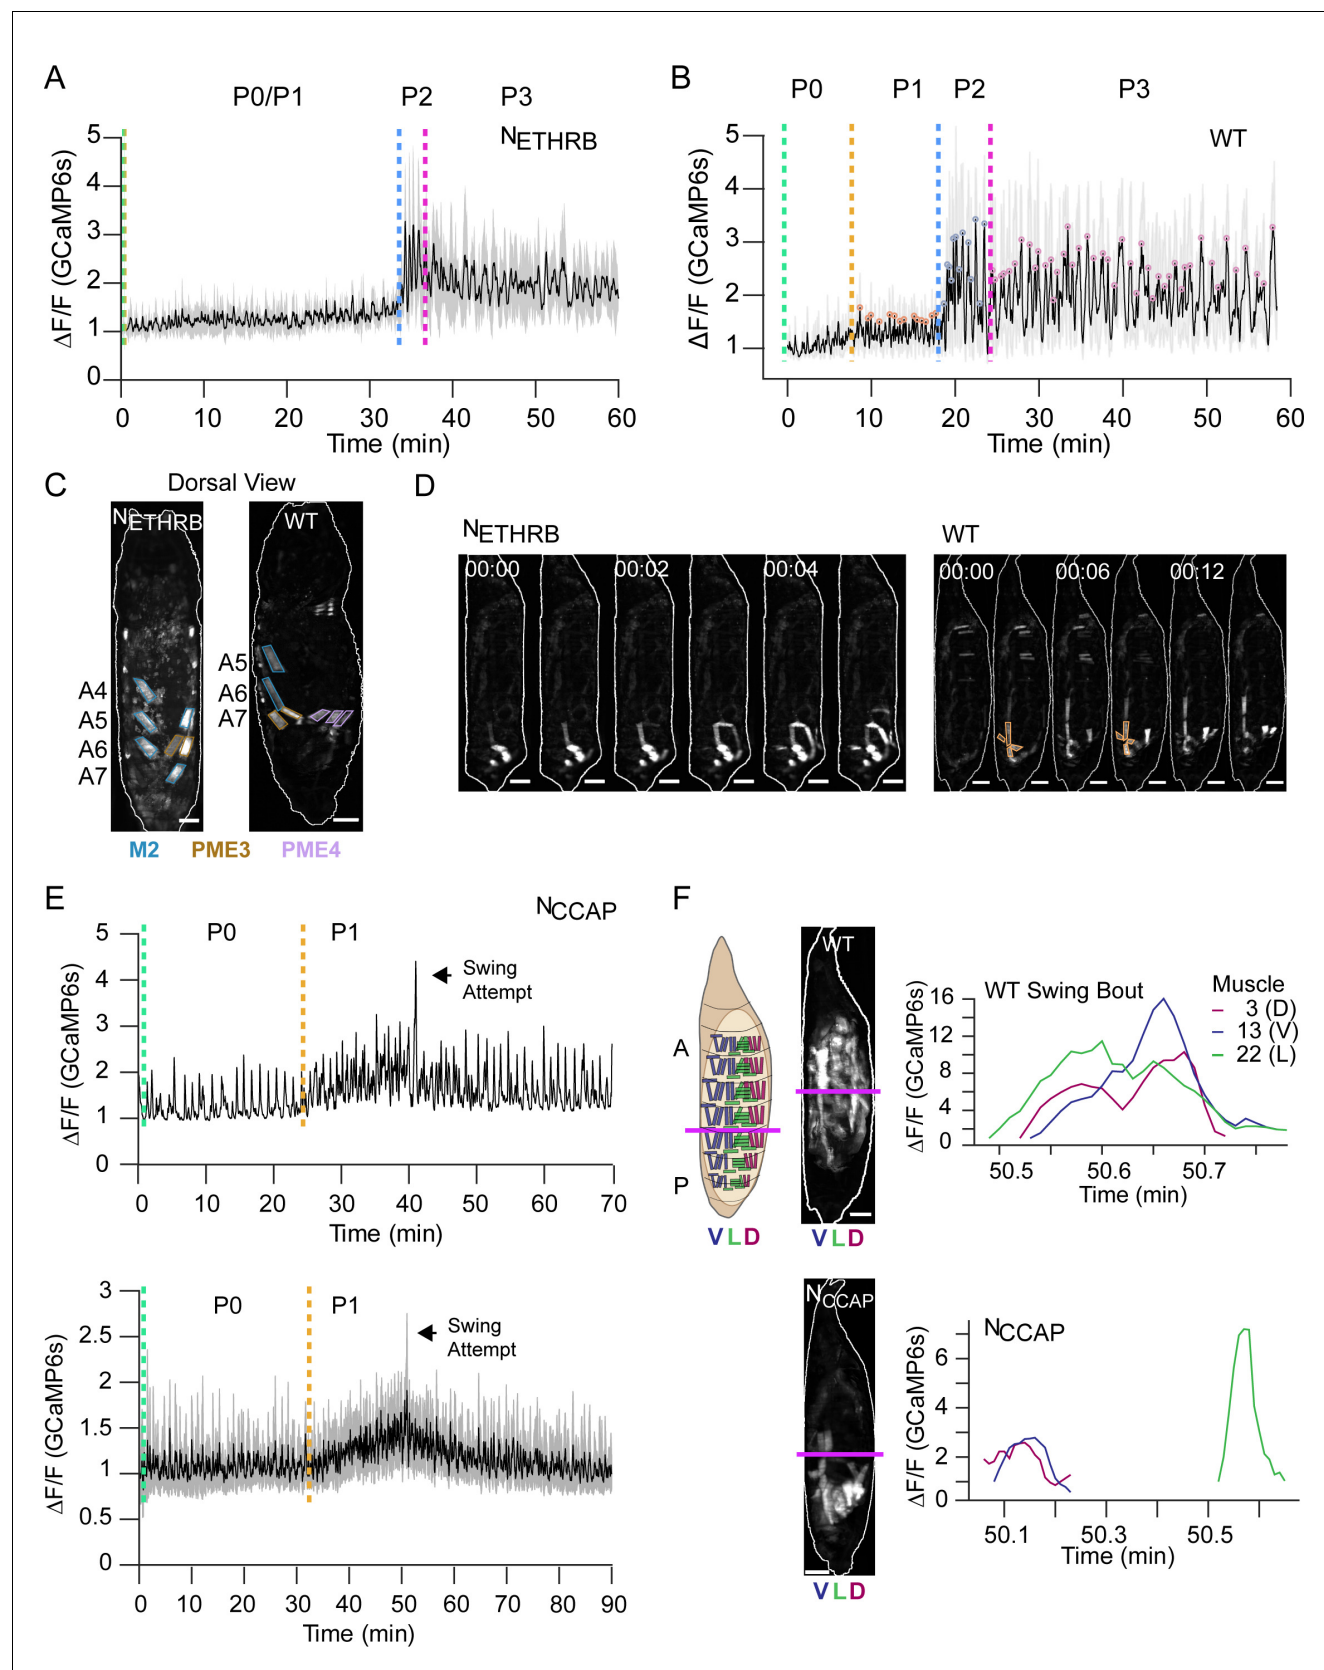 A
P0/P1
P2
P3
NETHRB
ΔF/F (GCaMP6s)
5
4
3
2
1
0
0 10 20 30 40 50 60
Time (min)
B
P0
P1
P2
P3
WT
ΔF/F (GCaMP6s)
5
4
3
2
1
0 10 20 30 40 50 60
Time (min)
C
Dorsal View
NETHRB
WT
A4
A5
A6
A7
A5
A6
A7
M2
PME3
PME4
D
NETHRB
00:00
00:02
00:04
WT
00:00
00:06
00:12
E
NCCAP
P0
P1
Swing
Attempt
ΔF/F (GCaMP6s)
5
4
3
2
1
0
0 10 20 30 40 50 60 70
Time (min)
P0
P1
Swing
Attempt
ΔF/F (GCaMP6s)
3
2.5
2
1.5
1
0.5
0
0 10 20 30 40 50 60 70 80 90
Time (min)
F
A
P
V L D
WT
V L D
WT Swing Bout
Muscle
3 (D)
13 (V)
22 (L)
ΔF/F (GCaMP6s)
16
12
8
4
0
50.5 50.6 50.7
Time (min)
NCCAP
V L D
NCCAP
ΔF/F (GCaMP6s)
6
4
2
0
50.1 50.3 50.5
Time (min)